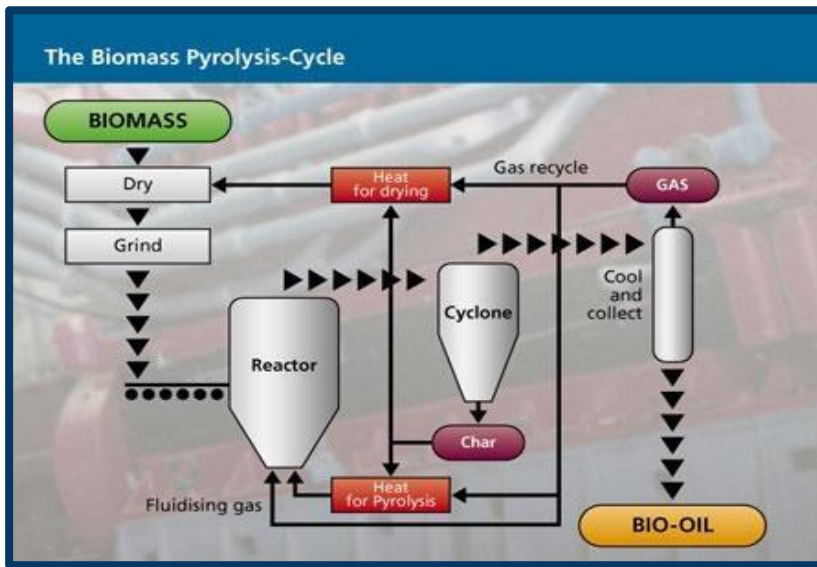 The Biomass Pyrolysis-Cycle
BIOMASS
Dry
Grind
Heat
for drying
Gas recycle
GAS
Reactor
Cyclone
Cool
and
collect
Char
Heat
for Pyrolysis
Fluidising gas
BIO-OIL